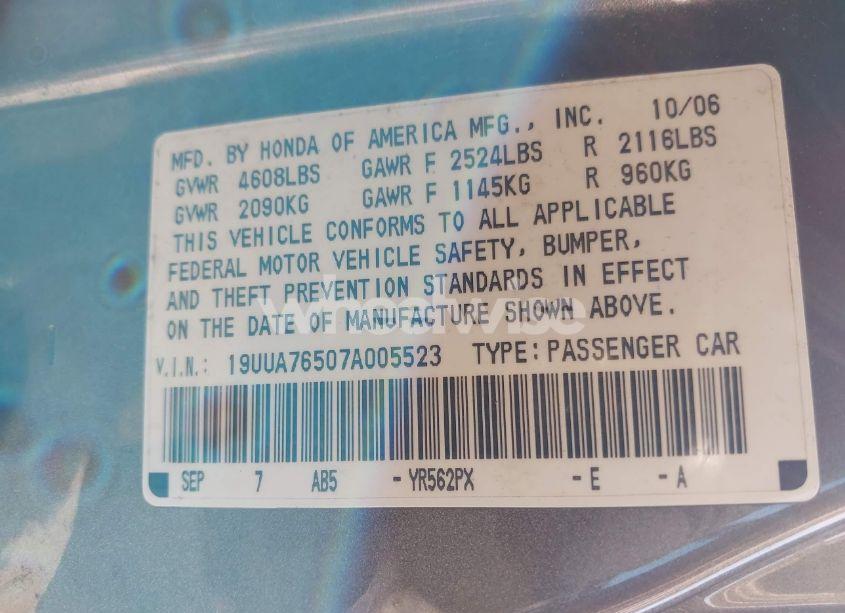 MFD. BY HONDA OF AMERICA MFG., INC. 10/06
GVWR 4608LBS GAWR F 2524LBS R 2116LBS
GVWR 2090KG GAWR F 1145KG R 960KG
THIS VEHICLE CONFORMS TO ALL APPLICABLE
FEDERAL MOTOR VEHICLE SAFETY, BUMPER,
AND THEFT PREVENTION STANDARDS IN EFFECT
ON THE DATE OF MANUFACTURE SHOWN ABOVE.
wheelwise
V.I.N.: 19UUA76507A005523 TYPE: PASSENGER CAR
SEP 7 AB5 -YR562PX -E -A